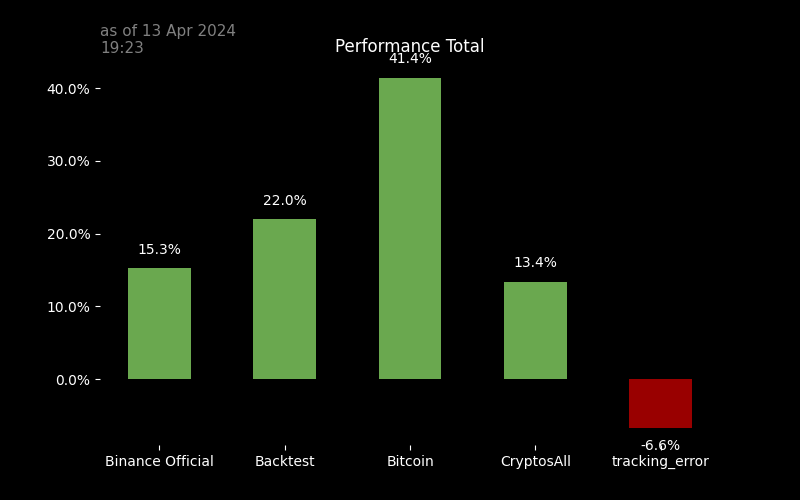 as of 13 Apr 2024
19:23
Performance Total
41.4%
40.0%
30.0%
22.0%
20.0%
15.3%
13.4%
10.0%
0.0%
-6.6%
Binance Official
Backtest
Bitcoin
CryptosAll
tracking_error